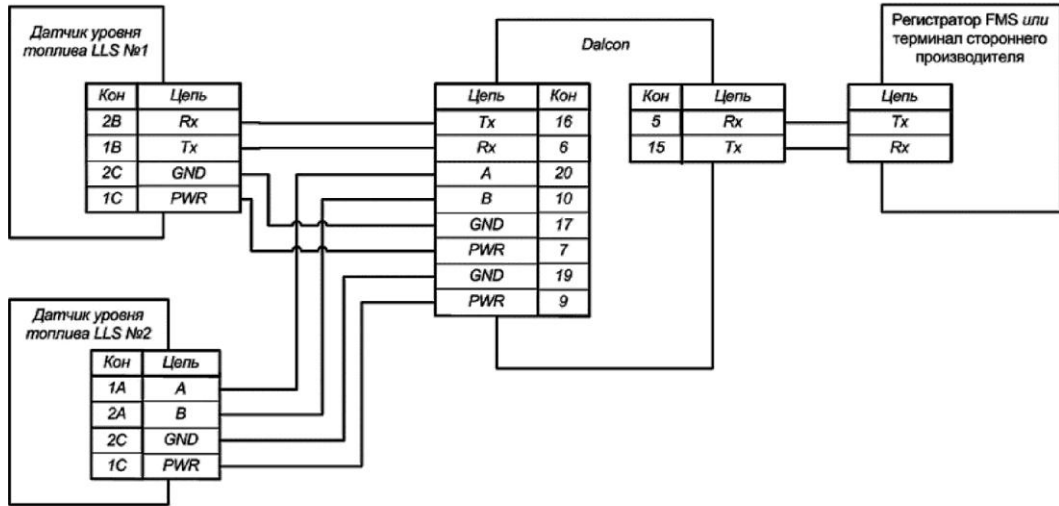 Датчик уровня
топлива LLS №1
Кон Цепь
2B Rx
1B Tx
2C GND
1C PWR
Dalcon
Цепь Кон
Tx 16
Rx 6
A 20
B 10
GND 17
PWR 7
GND 19
PWR 9
Кон Цепь
5 Rx
15 Tx
Регистратор FMS или
терминал стороннего
производителя
Цепь
Tx
Rx
Датчик уровня
топлива LLS №2
Кон Цепь
1A A
2A B
2C GND
1C PWR